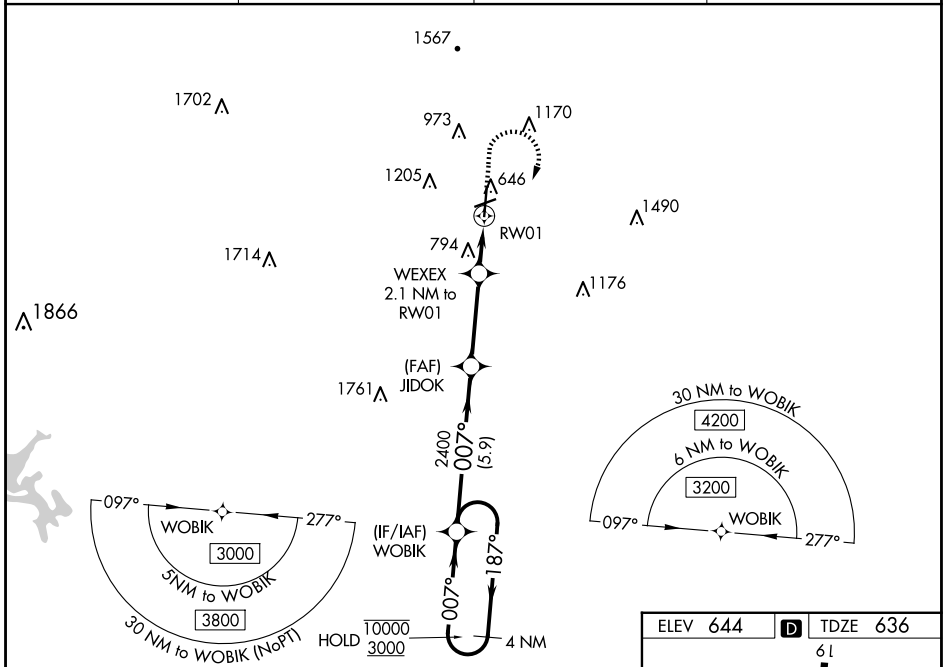 1567
1702
973
1170
1205
646
1490
RW01
794
1714
WEXEX
2.1 NM to
RW01
1176
1866
(FAF)
JIDOK
1761
30 NM to WOBIK
4200
6 NM to WOBIK
3200
097°
WOBIK
277°
2400
007°
(5.9)
097°
277°
WOBIK
3000
5NM to WOBIK
3800
30 NM to WOBIK (NoPT)
(IF/IAF)
WOBIK
187°
007°
HOLD
10000
3000
4 NM
ELEV 644
D
TDZE 636
19